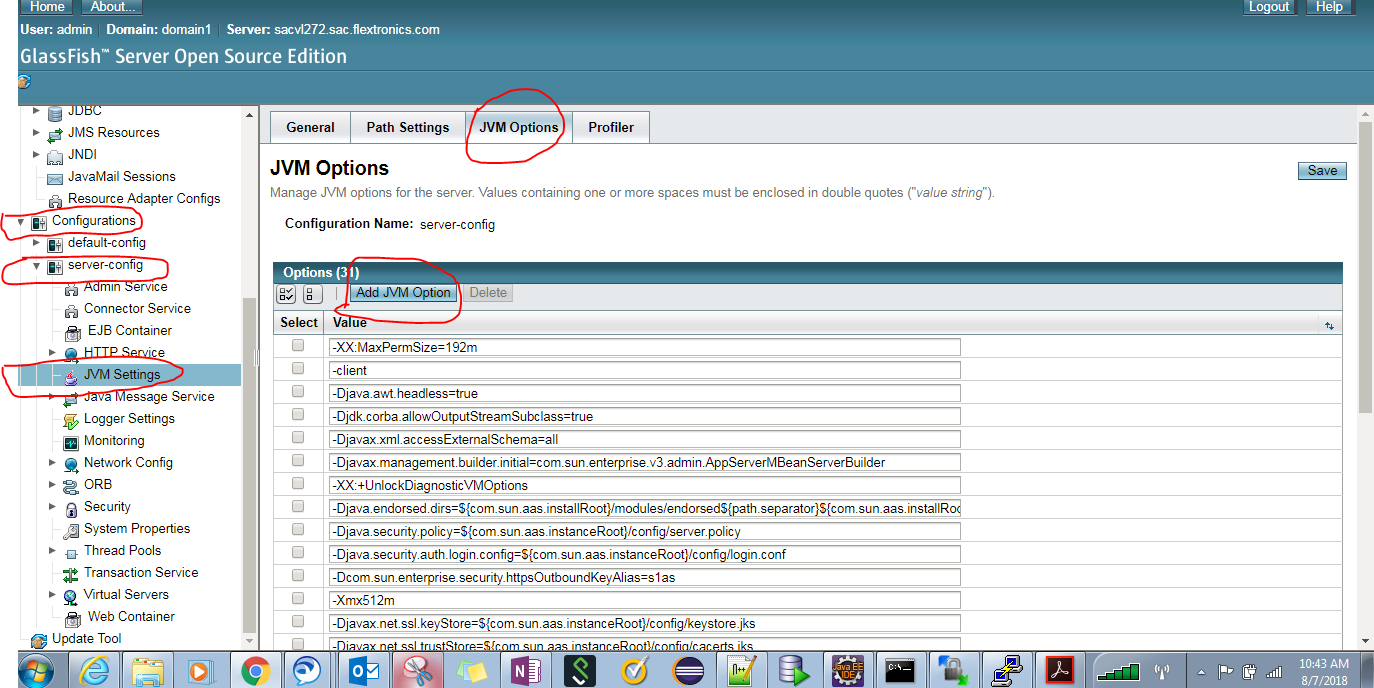 Home About... Logout Help
User: admin Domain: domain1 Server: sacvl272.sac.flextronics.com
GlassFish™ Server Open Source Edition
JDBC
JMS Resources
JNDI
JavaMail Sessions
Resource Adapter Configs
Configurations
default-config
server-config
Admin Service
Connector Service
EJB Container
HTTP Service
JVM Settings
Java Message Service
Logger Settings
Monitoring
Network Config
ORB
Security
System Properties
Thread Pools
Transaction Service
Virtual Servers
Web Container
Update Tool
General Path Settings JVM Options Profiler
JVM Options
Save
Manage JVM options for the server. Values containing one or more spaces must be enclosed in double quotes ("value string").
Configuration Name: server-config
Options (31)
Add JVM Option Delete
Select Value
-XX:MaxPermSize=192m
-client
-Djava.awt.headless=true
-Djdk.corba.allowOutputStreamSubclass=true
-Djavax.xml.accessExternalSchema=all
-Djavax.management.builder.initial=com.sun.enterprise.v3.admin.AppServerMBeanServerBuilder
-XX:+UnlockDiagnosticVMOptions
-Djava.endorsed.dirs=${com.sun.aas.installRoot}/modules/endorsed${path.separator}${com.sun.aas.installRoo
-Djava.security.policy=${com.sun.aas.instanceRoot}/config/server.policy
-Djava.security.auth.login.config=${com.sun.aas.instanceRoot}/config/login.conf
-Dcom.sun.enterprise.security.httpsOutboundKeyAlias=s1as
-Xmx512m
-Djavax.net.ssl.keyStore=${com.sun.aas.instanceRoot}/config/keystore.jks
-Djavax.net.ssl.trustStore=${com.sun.aas.instanceRoot}/config/cacerts.jks
Java EE
IDE
C:\
10:43 AM
8/7/2018